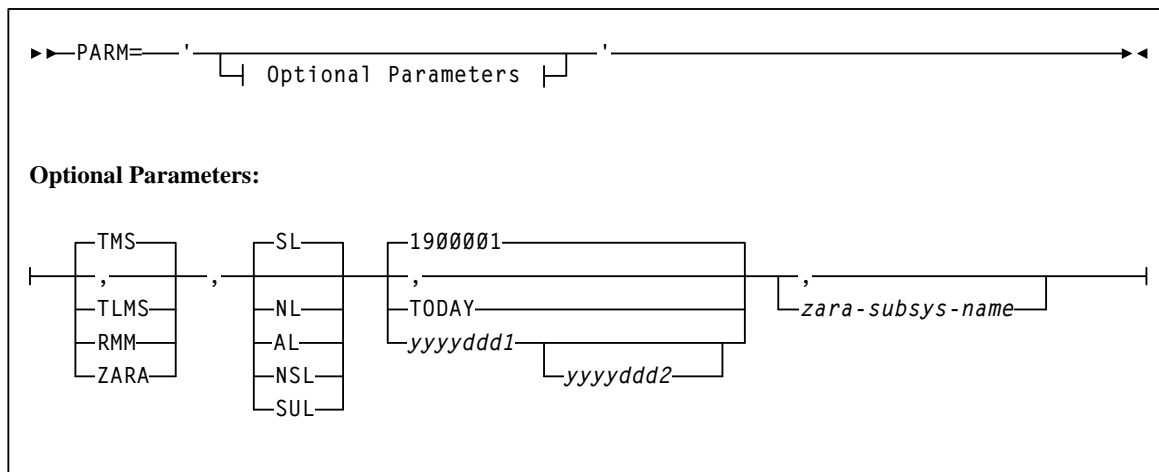 PARM= ' '
Optional Parameters
Optional Parameters:
TMS SL 19ØØØØ1
, , , ,
TLMS NL TODAY zara-subsys-name
RMM AL yyyyddd1
ZARA NSL yyyyddd2
SUL